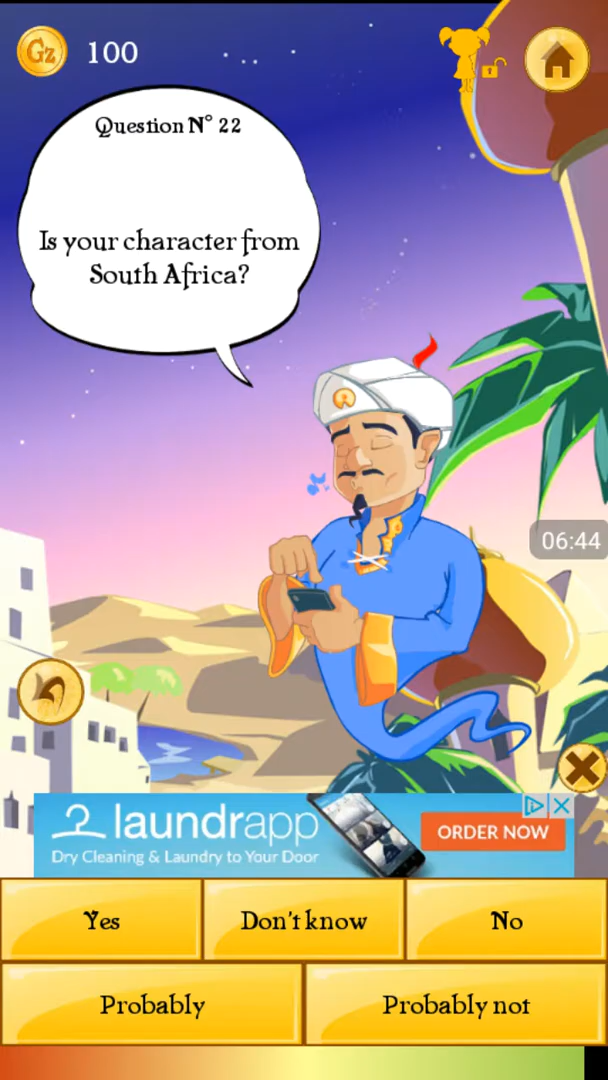 Gz 100
Question N° 22
Is your character from
South Africa?
06:44
laundrapp
Dry Cleaning & Laundry to Your Door
ORDER NOW
Yes
Don't know
No
Probably
Probably not